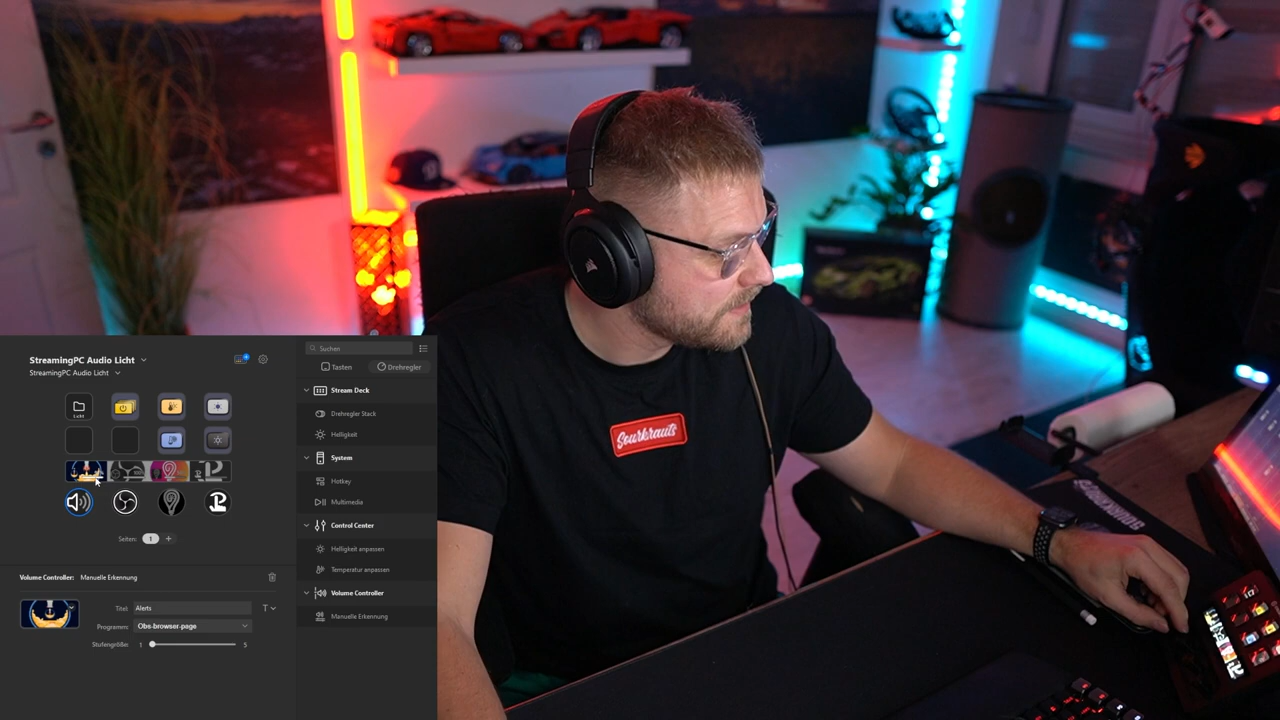 StreamingPC Audio Licht
StreamingPC Audio Licht
Licht
Seiten: 1 +
Volume Controller: Manuelle Erkennung
Titel: Alerts
T
Programm: Obs-browser-page
Stufengröße: 1 5
Suchen
Tasten Drehregler
Stream Deck
Drehregler Stack
Helligkeit
System
Hotkey
Multimedia
Control Center
Helligkeit anpassen
Temperatur anpassen
Volume Controller
Manuelle Erkennung
Sourkrauts